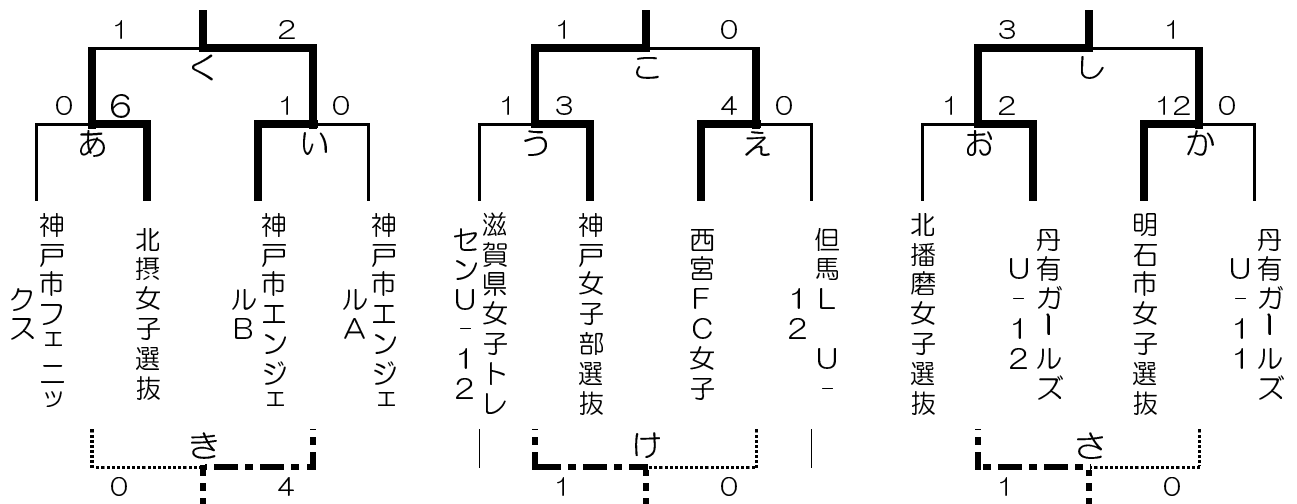 1 2 1 0 3 1
く こ し
0 6 1 0 1 3 4 0 1 2 12 0
あ い う え お か
神戸市フェニッ
クス
北摂女子選抜
神戸市エンジェ
ルB
神戸市エンジェ
ルA
滋賀県女子トレ
センU-12
神戸女子部選抜
西宮FC女子
但馬L U-
12
北播磨女子選抜
丹有ガールズ
U-12
明石市女子選抜
丹有ガールズ
U-11
き け さ
0 4 1 0 1 0